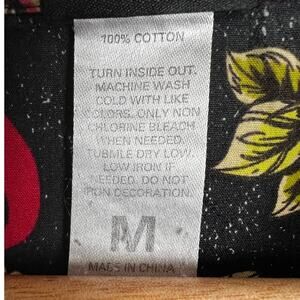 100% COTTON
TURN INSIDE OUT.
MACHINE WASH
COLD WITH LIKE
COLORS. ONLY NON
CHLORINE BLEACH
WHEN NEEDED.
TUBMLE DRY LOW.
LOW IRON IF
NEEDED. DO NOT
IRON DECORATION.
M
MADE IN CHINA